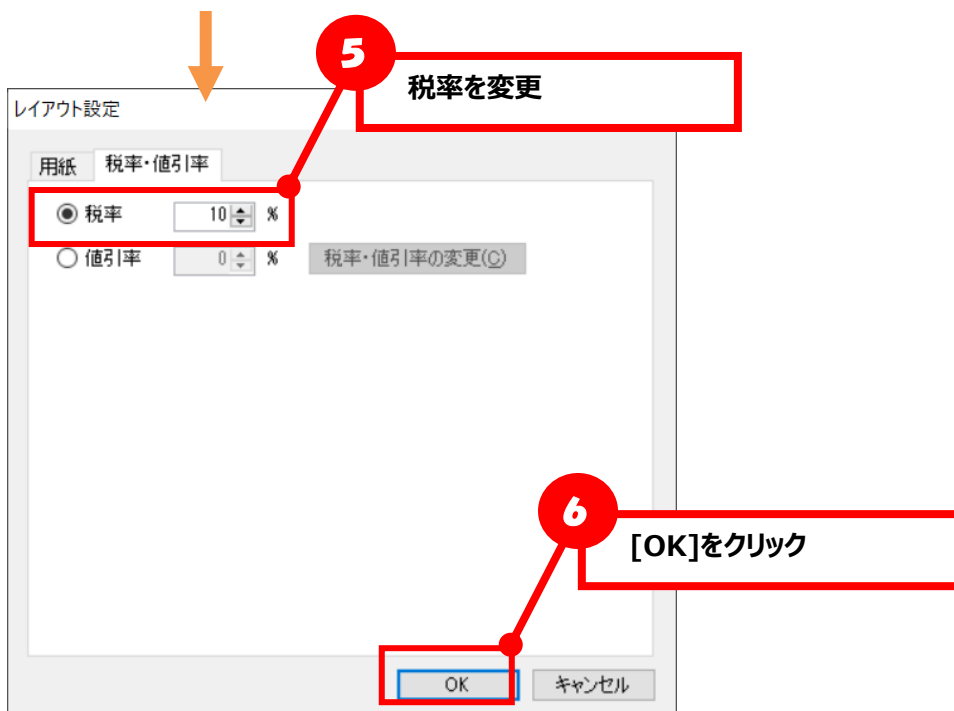 5
税率を変更
レイアウト設定
用紙 税率・値引率
税率 10 %
値引率 0 % 税率・値引率の変更(C)
6
[OK]をクリック
OK キャンセル